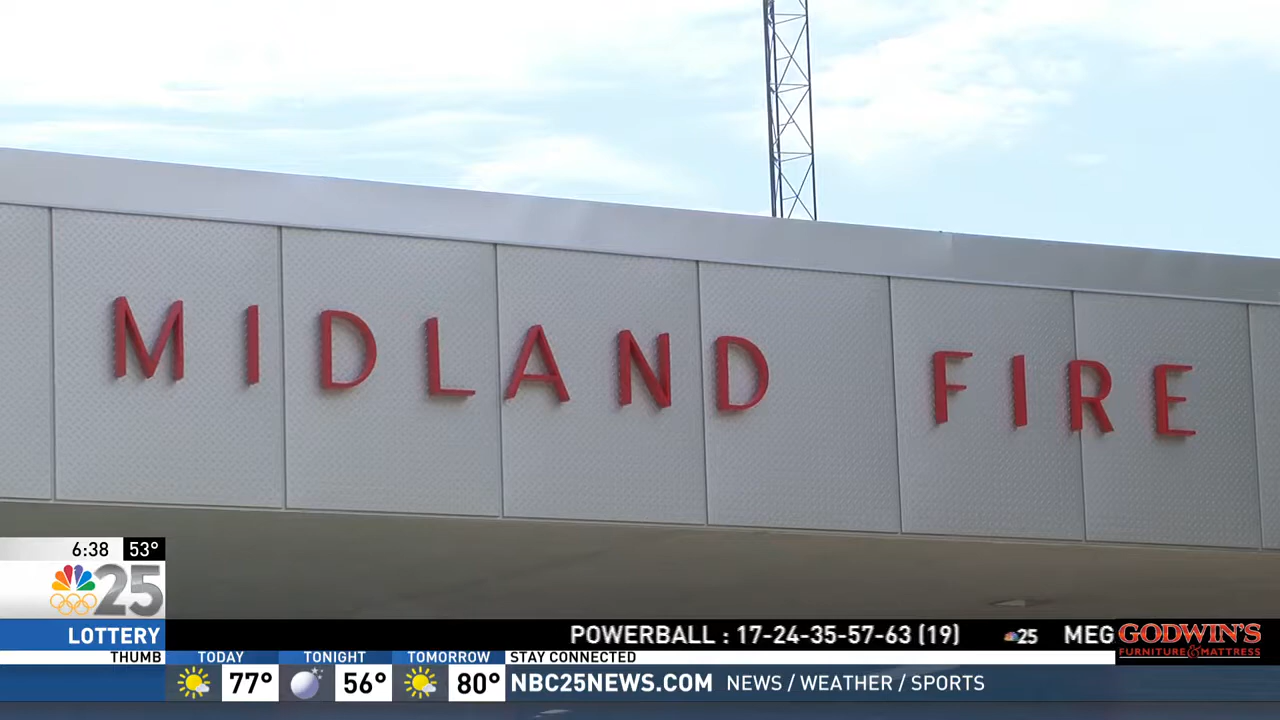 MIDLAND FIRE
6:38 53°
25
LOTTERY
POWERBALL : 17-24-35-57-63 (19) 25 MEG
GODWIN'S
FURNITURE & MATTRESS
THUMB TODAY TONIGHT TOMORROW STAY CONNECTED
77° 56° 80° NBC25NEWS.COM NEWS / WEATHER / SPORTS